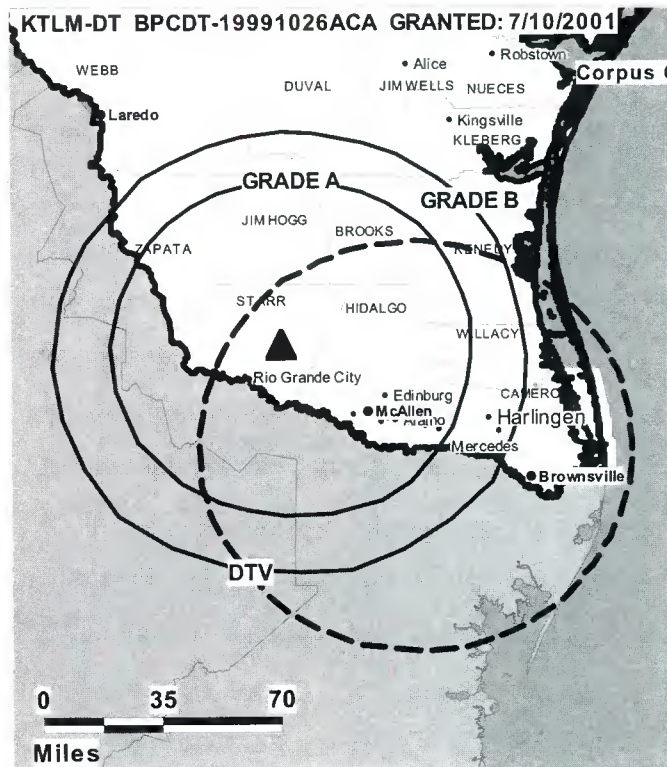 KTLM-DT BPCDT-19991026ACA GRANTED: 7/10/2001
Robstown
Alice
WEBB
Corpus C
DUVAL
JIM WELLS
NUECES
Laredo
Kingsville
KLEBERG
GRADE A
GRADE B
JIM HOGG
BROOKS
ZAPATA
KENEDY
STARR
HIDALGO
WILLACY
Rio Grande City
Edinburg
CAMERO
McAllen
Harlingen
Alamo
Mercedes
Brownsville
DTV
0 35 70
Miles